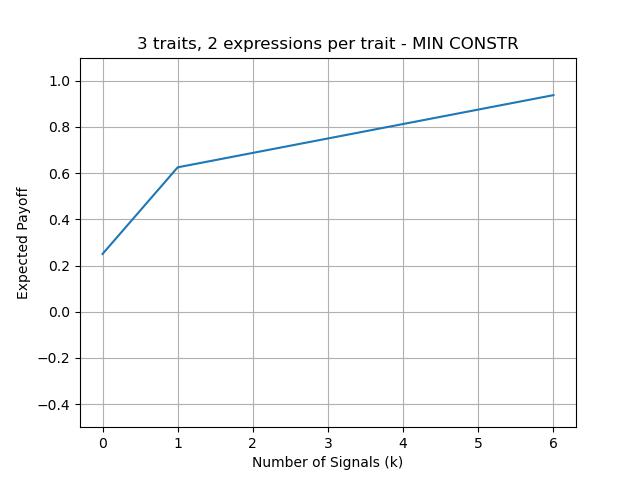 3 traits, 2 expressions per trait - MIN CONSTR
1.0
0.8
0.6
0.4
0.2
0.0
−0.2
−0.4
Expected Payoff
0 1 2 3 4 5 6
Number of Signals (k)